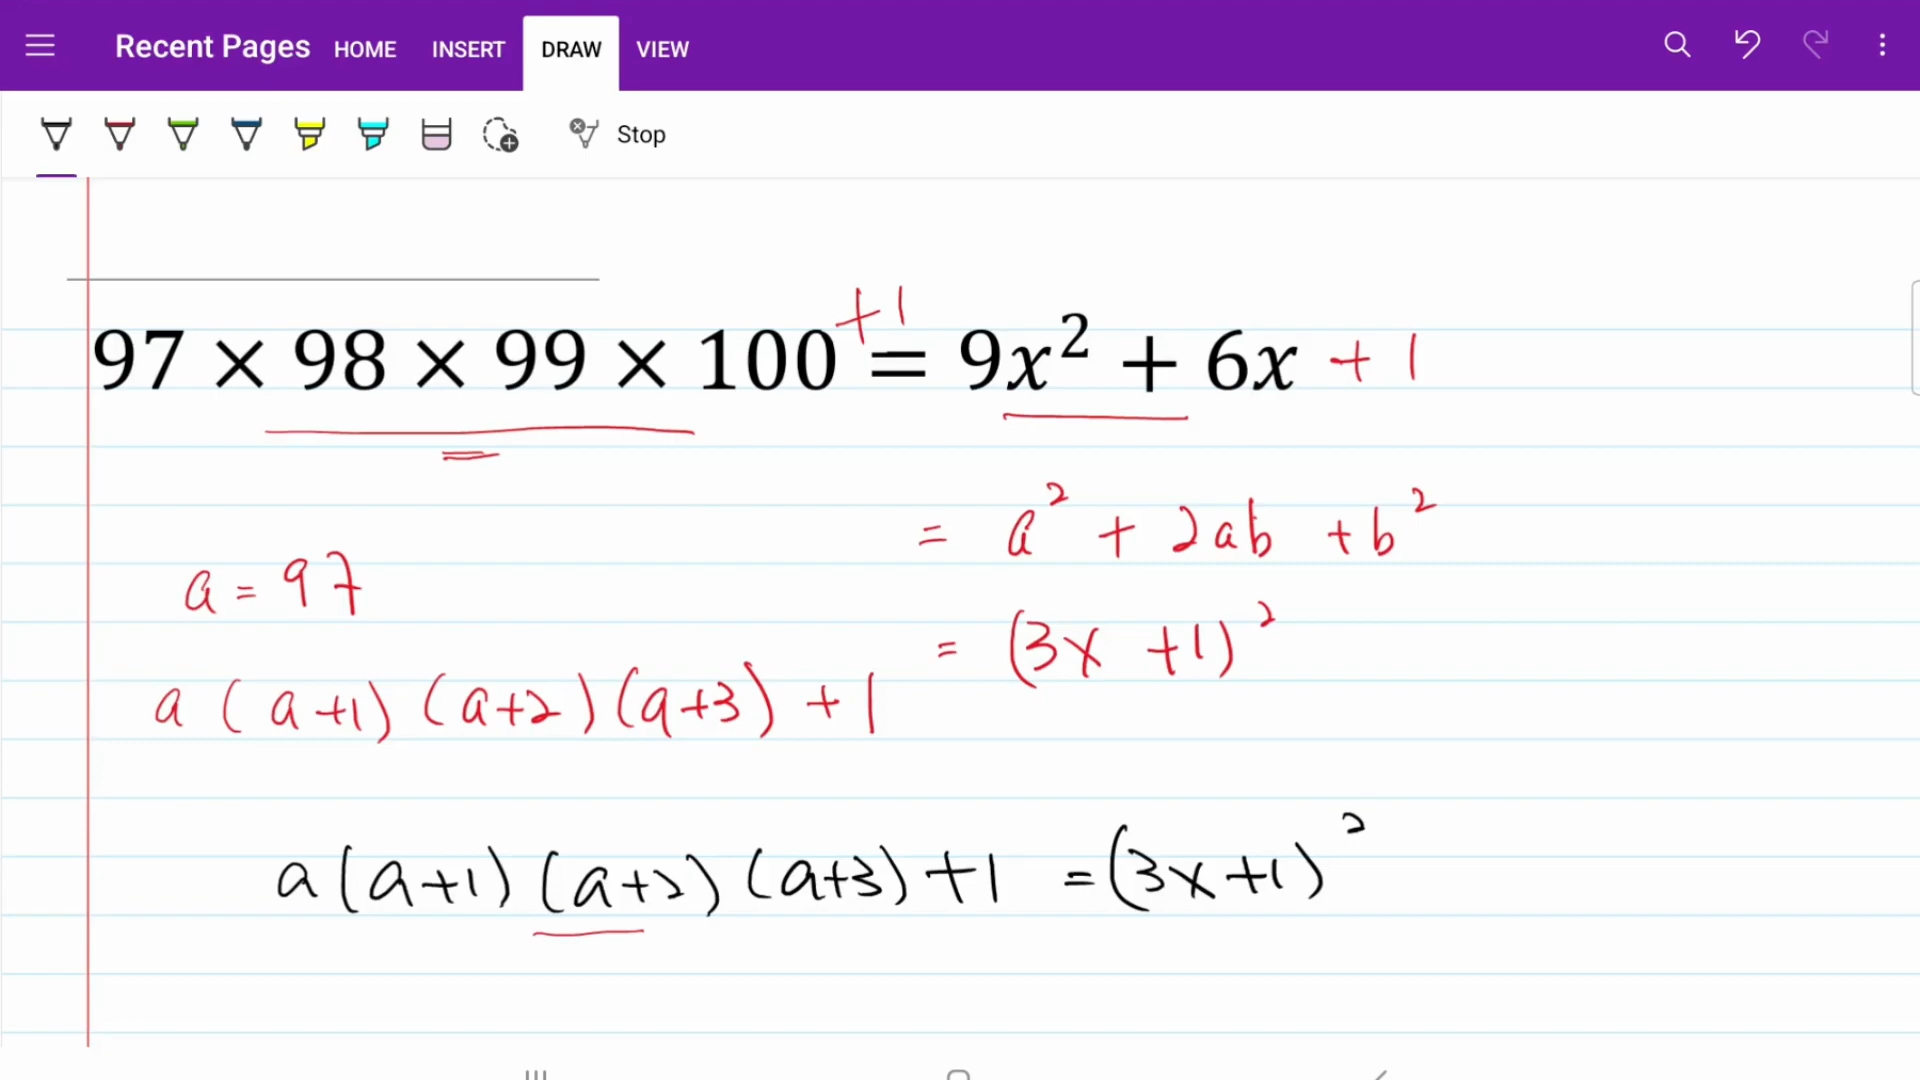 Recent Pages HOME INSERT DRAW VIEW
Stop
97 × 98 × 99 × 100 +1 = 9x² + 6x + 1
= a² + 2ab + b²
a = 97
= (3x + 1)²
a (a+1) (a+2) (a+3) + 1
a(a+1) (a+2) (a+3) + 1 = (3x+1)²